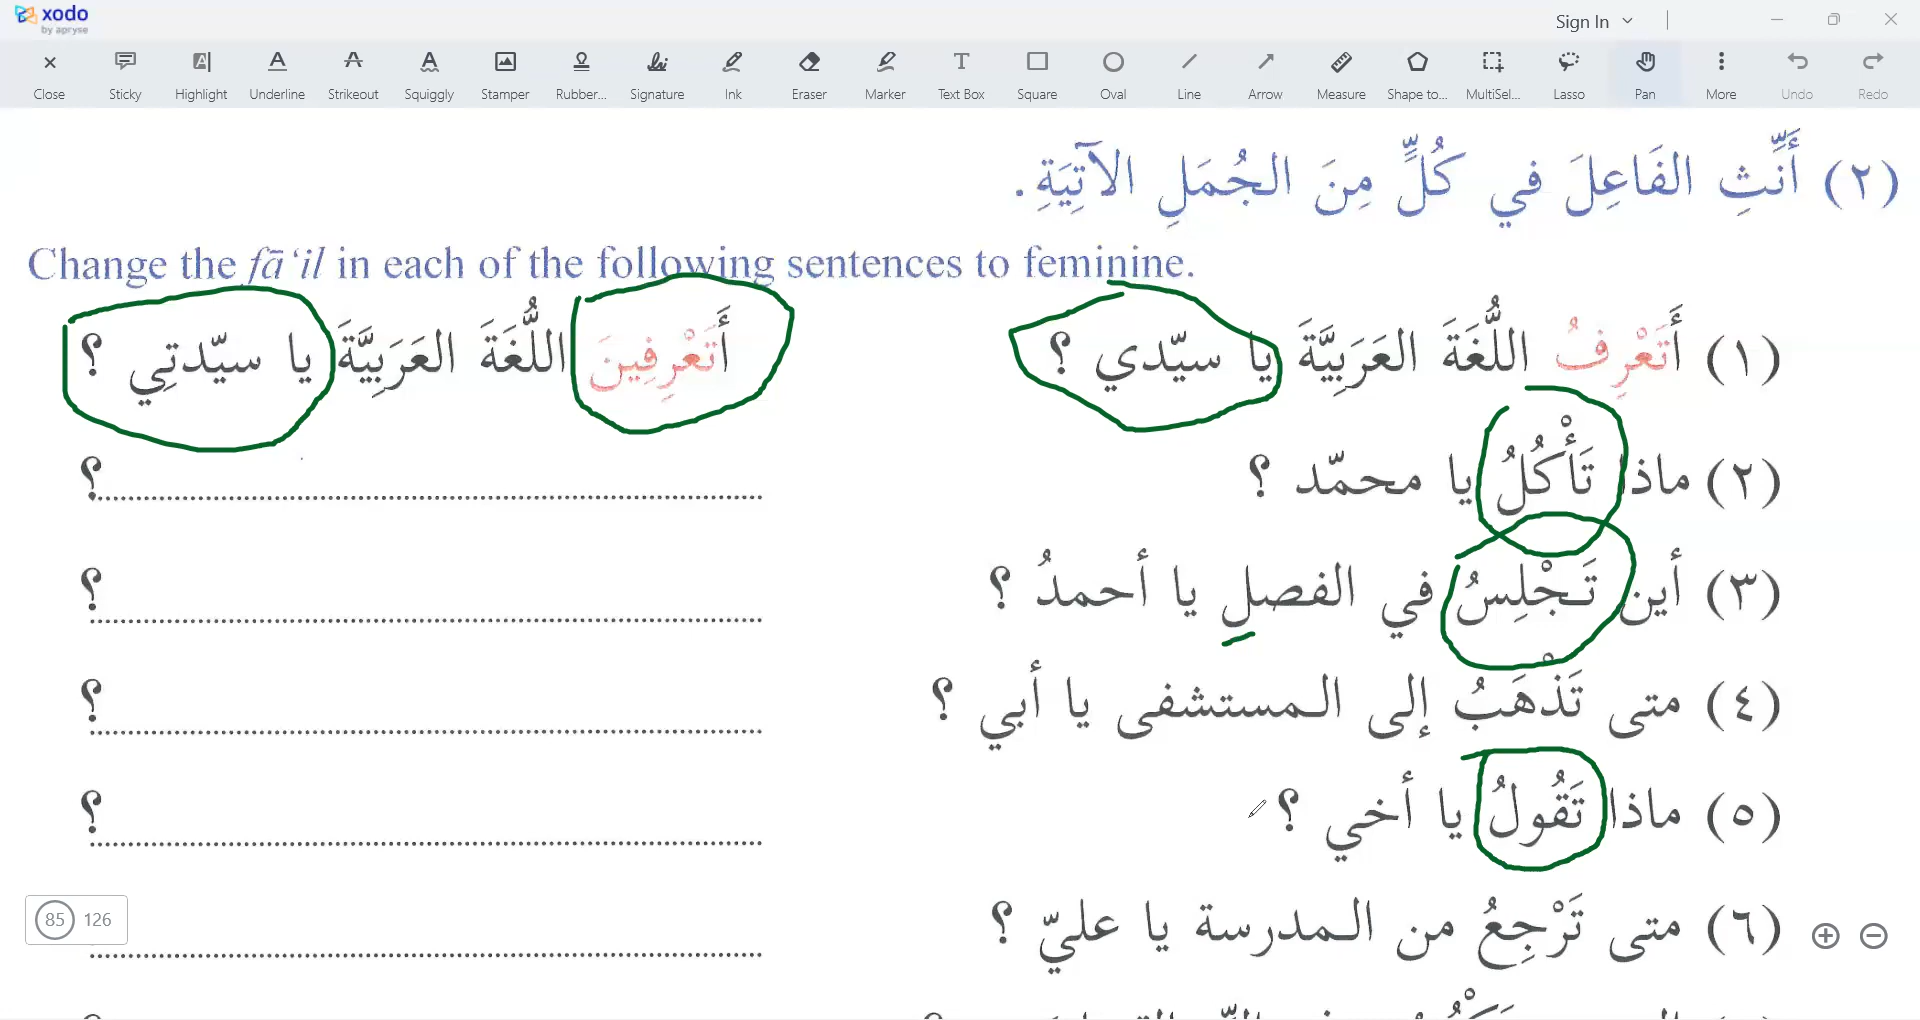 xodo
by apryse
Sign In
Close Sticky Highlight Underline Strikeout Squiggly Stamper Rubber... Signature Ink Eraser Marker Text Box Square Oval Line Arrow Measure Shape to... MultiSel... Lasso Pan More Undo Redo
(٢) أَنِّثِ الفَاعِلَ في كُلٍّ مِنَ الجُمَلِ الآتِيَةِ .
Change the fā‘il in each of the following sentences to feminine.
(١) أَتَعْرِفُ اللُّغَةَ العَرَبِيَّةَ يا سيّدي ؟ أَتَعْرِفِينَ اللُّغَةَ العَرَبِيَّةَ يا سيّدتِي ؟
(٢) ماذا تَأْكُلُ يا محمّد ؟ ؟
(٣) أين تَـجْلِسُ في الفصلِ يا أحمدُ ؟ ؟
(٤) متى تَذْهَبُ إلى الـمستشفى يا أبي ؟ ؟
(٥) ماذا تَقُولُ يا أخي ؟ ؟
(٦) متى تَرْجِعُ من الـمدرسة يا عليّ ؟
85 126